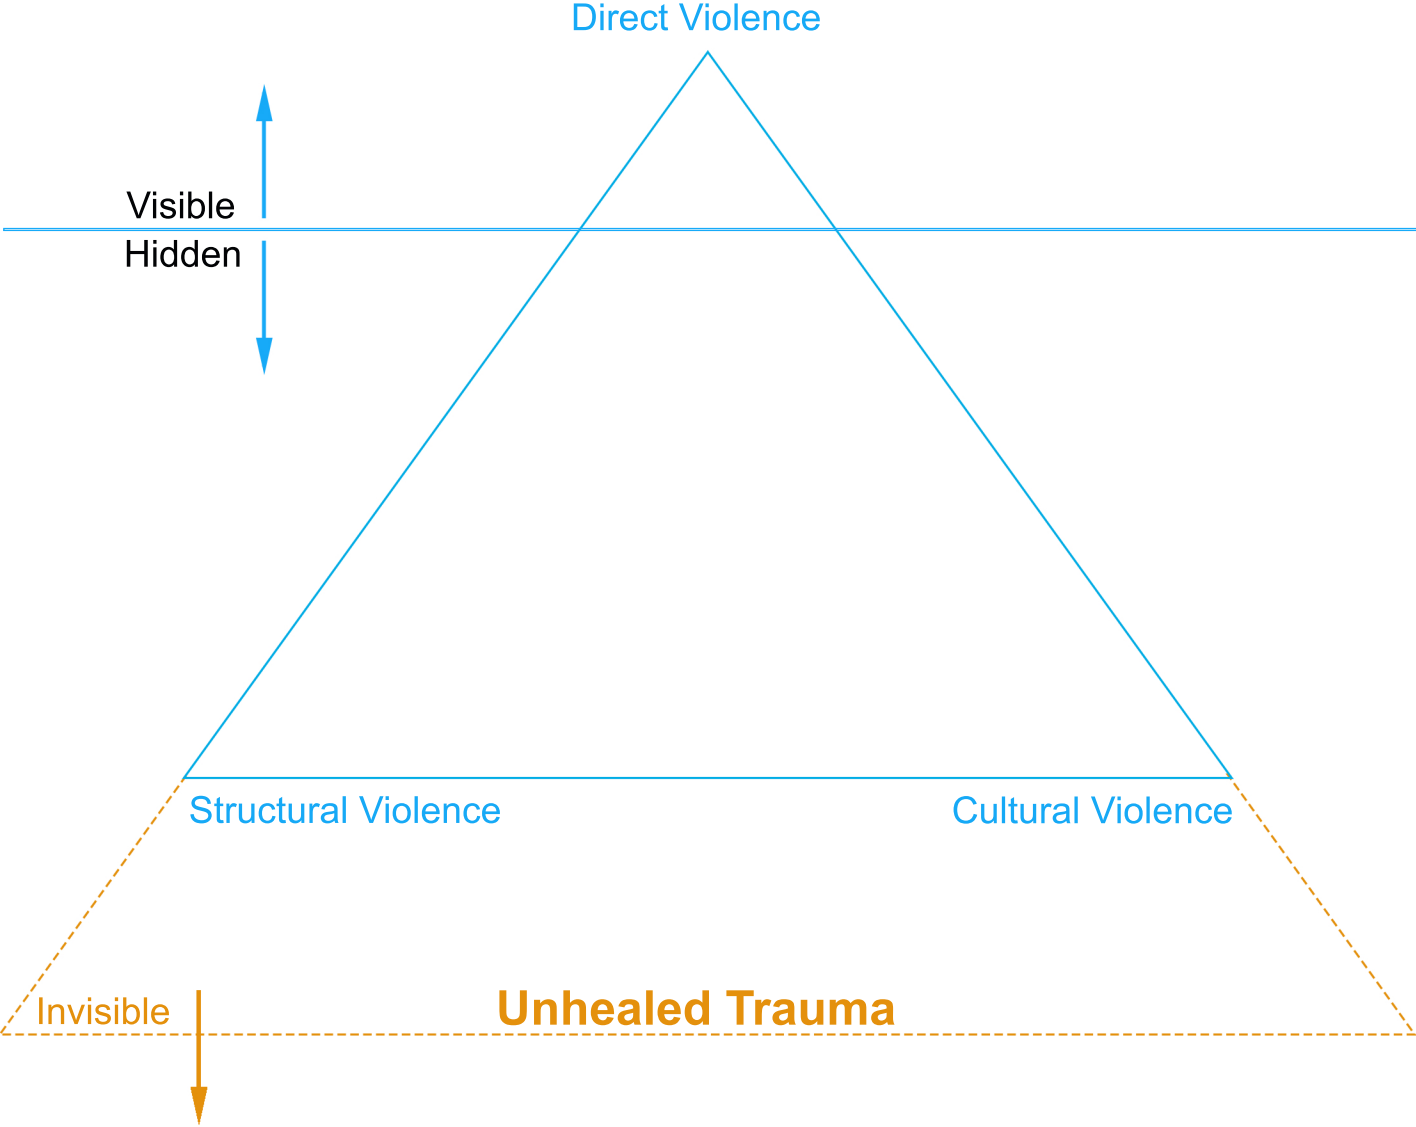 Direct Violence
Visible
Hidden
Structural Violence
Cultural Violence
Invisible
Unhealed Trauma